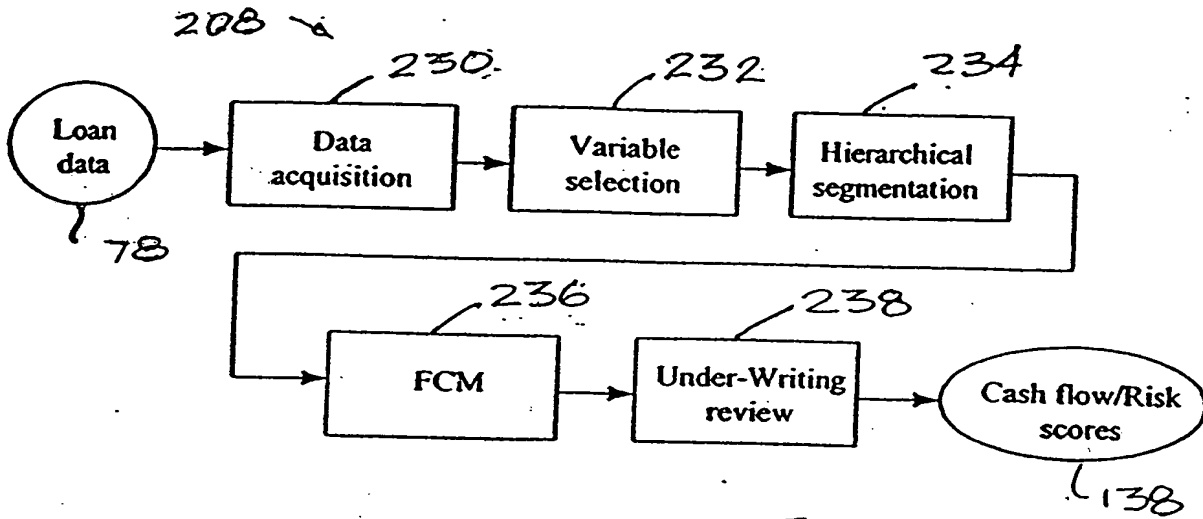 208
230
232
234
Loan
data
Data
acquisition
Variable
selection
Hierarchical
segmentation
78
236
238
FCM
Under-Writing
review
Cash flow/Risk
scores
138